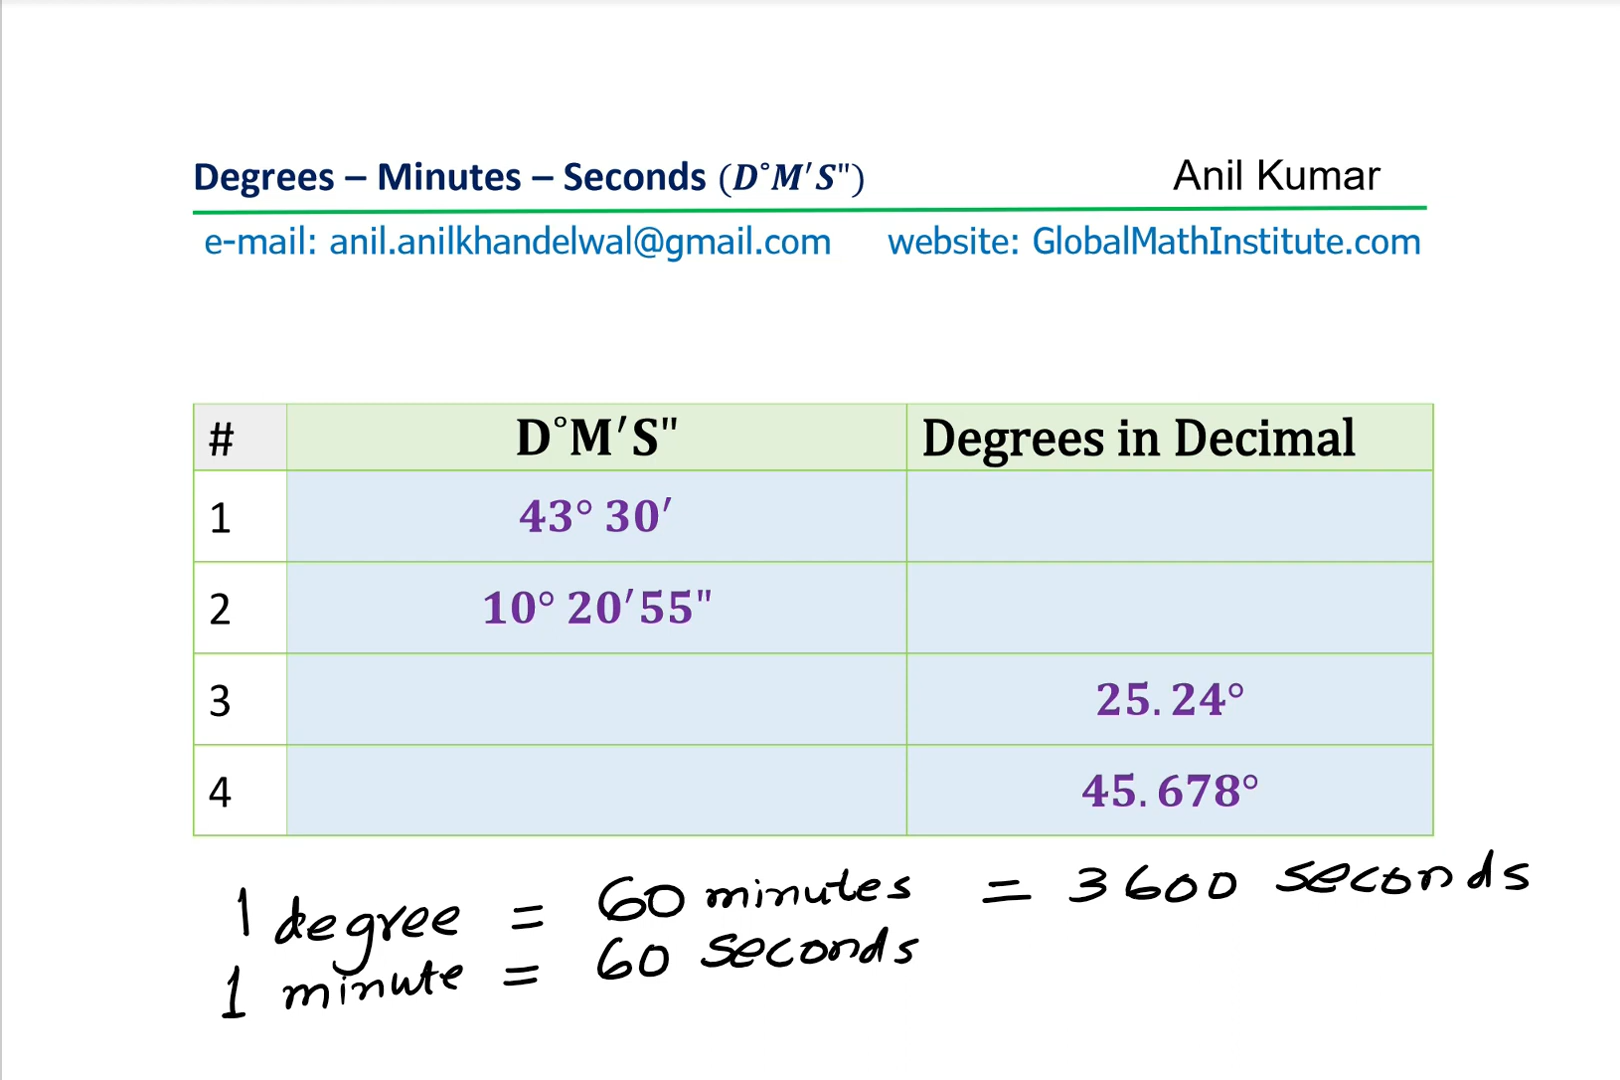 Degrees – Minutes – Seconds (D°M′S") Anil Kumar
e-mail: anil.anilkhandelwal@gmail.com website: GlobalMathInstitute.com
# D°M′S" Degrees in Decimal
1 43° 30′
2 10° 20′55"
3 25.24°
4 45.678°
1 degree = 60 minutes = 3600 seconds
1 minute = 60 seconds